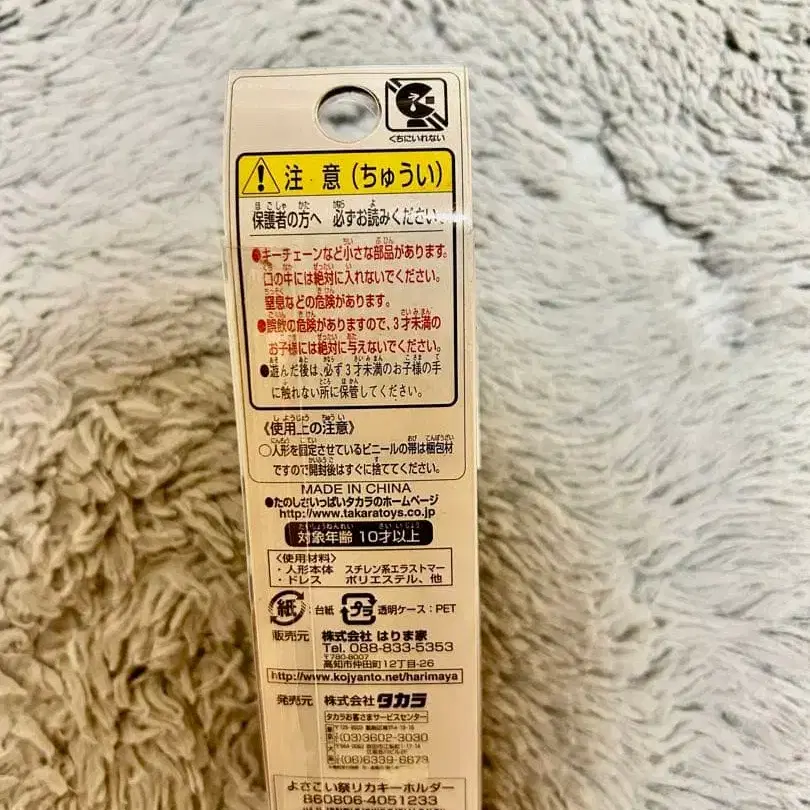 くちにいれない
注 意 (ちゅうい)
保護者の方へ 必ずお読みください。
●キーチェーンなど小さな部品があります。
口の中には絶対に入れないでください。
窒息などの危険があります。
●誤飲の危険がありますので、3才未満の
お子様には絶対に与えないでください。
●遊んだ後は、必ず3才未満のお子様の手
に触れない所に保管してください。
《使用上の注意》
○人形を固定させているビニールの帯は梱包材
ですので開封後はすぐに捨ててください。
MADE IN CHINA
●たのしさいっぱいタカラのホームページ
http://www.takaratoys.co.jp
対象年齢 10才以上
〈使用材料〉
・人形本体 スチレン系エラストマー
・ドレス ポリエステル、他
紙 :台紙 プラ 透明ケース:PET
販売元 株式会社 はりま家
Tel. 088-833-5353
〒780-8007
高知市仲田町12丁目-26
http://www.kojyanto.net/harimaya
発売元 株式会社 タカラ
タカラお客さまサービスセンター
(03)3602-3030
(06)6339-6673
よさこい祭リカキーホルダー
860806-4051233